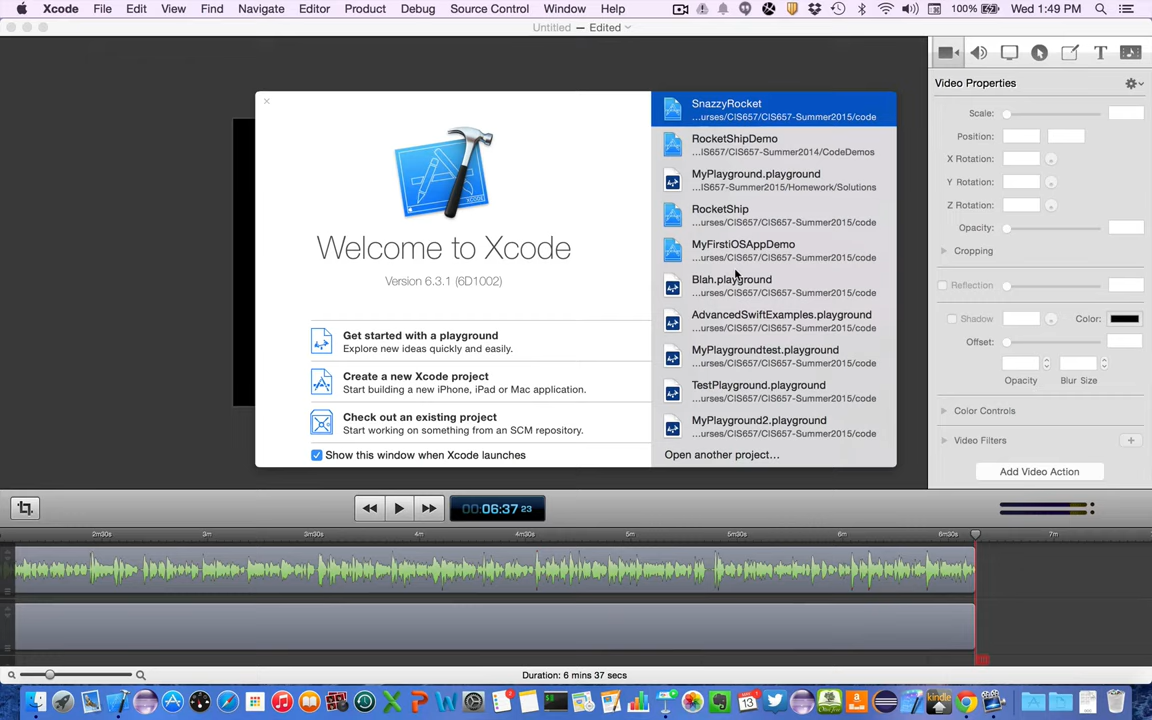 Xcode File Edit View Find Navigate Editor Product Debug Source Control Window Help 100% Wed 1:49 PM
Untitled — Edited
Video Properties
Scale:
Position:
X Rotation:
Y Rotation:
Z Rotation:
Opacity:
Cropping
Reflection
Shadow
Color:
Offset:
Opacity Blur Size
Color Controls
Video Filters
Add Video Action
XCODE
Welcome to Xcode
Version 6.3.1 (6D1002)
Get started with a playground
Explore new ideas quickly and easily.
Create a new Xcode project
Start building a new iPhone, iPad or Mac application.
Check out an existing project
Start working on something from an SCM repository.
Show this window when Xcode launches
SnazzyRocket
...urses/CIS657/CIS657-Summer2015/code
RocketShipDemo
...IS657/CIS657-Summer2014/CodeDemos
MyPlayground.playground
...IS657-Summer2015/Homework/Solutions
RocketShip
...urses/CIS657/CIS657-Summer2015/code
MyFirstiOSAppDemo
...urses/CIS657/CIS657-Summer2015/code
Blah.playground
...urses/CIS657/CIS657-Summer2015/code
AdvancedSwiftExamples.playground
...urses/CIS657/CIS657-Summer2015/code
MyPlaygroundtest.playground
...urses/CIS657/CIS657-Summer2015/code
TestPlayground.playground
...urses/CIS657/CIS657-Summer2015/code
MyPlayground2.playground
...urses/CIS657/CIS657-Summer2015/code
Open another project...
00:06:37 23
2m30s 3m 3m30s 4m 4m30s 5m 5m30s 6m 6m30s 7m
Duration: 6 mins 37 secs
13
kindle